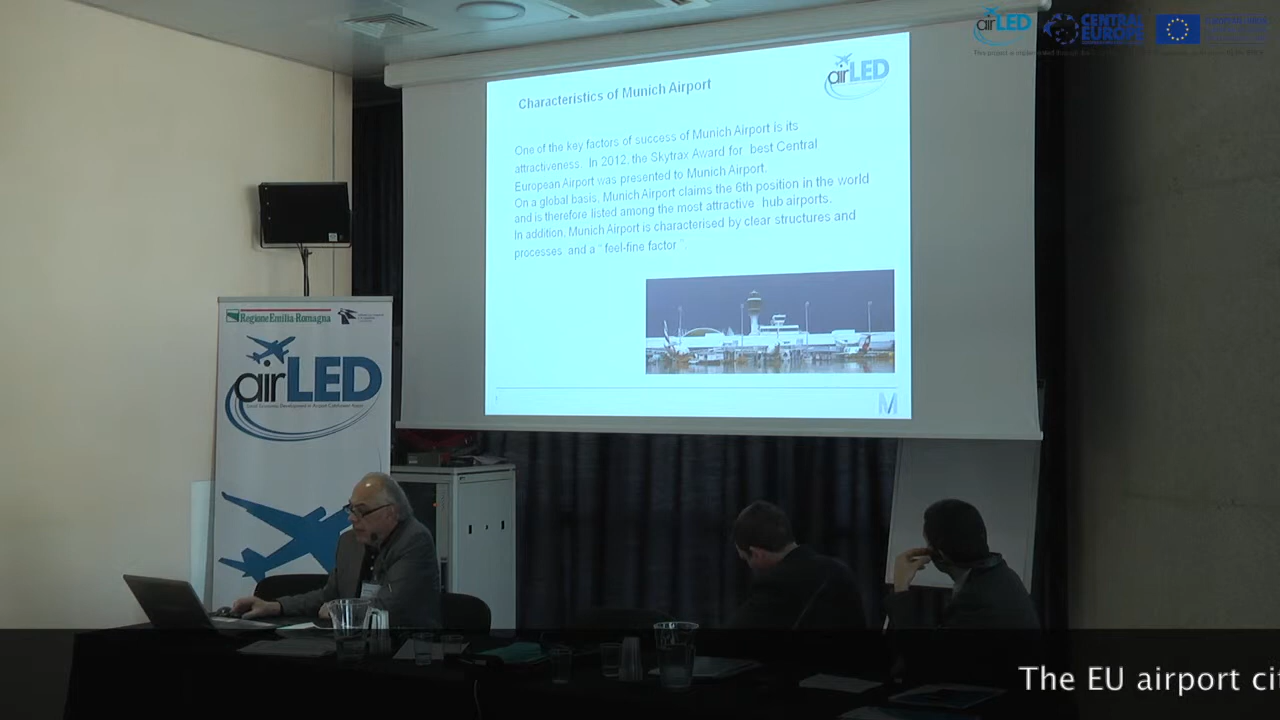 airLED
CENTRAL
EUROPE
airLED
Characteristics of Munich Airport
One of the key factors of success of Munich Airport is its
attractiveness. In 2012, the Skytrax Award for best Central
European Airport was presented to Munich Airport.
On a global basis, Munich Airport claims the 6th position in the world
and is therefore listed among the most attractive hub airports.
In addition, Munich Airport is characterised by clear structures and
processes and a " feel-fine factor ".
M
RegioneEmilia-Romagna
airLED
The EU airport ci